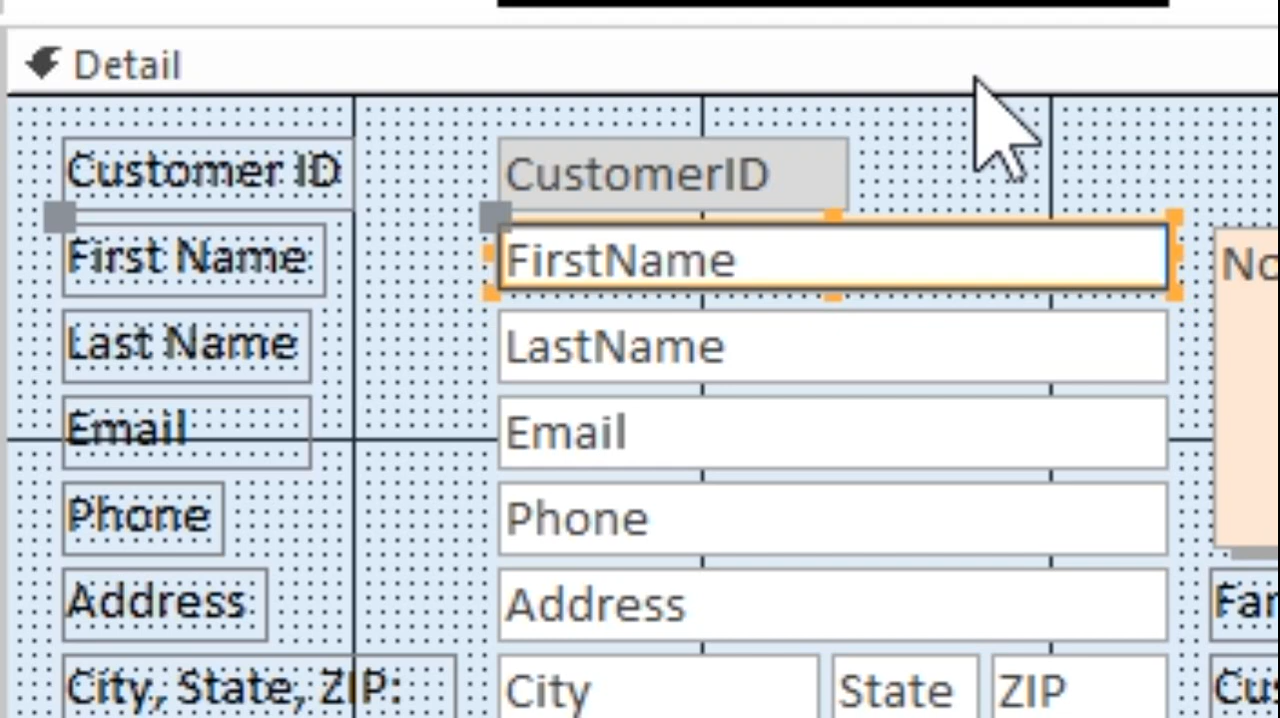 Detail
Customer ID CustomerID
First Name FirstName
Last Name LastName
Email Email
Phone Phone
Address Address
City, State, ZIP: City State ZIP